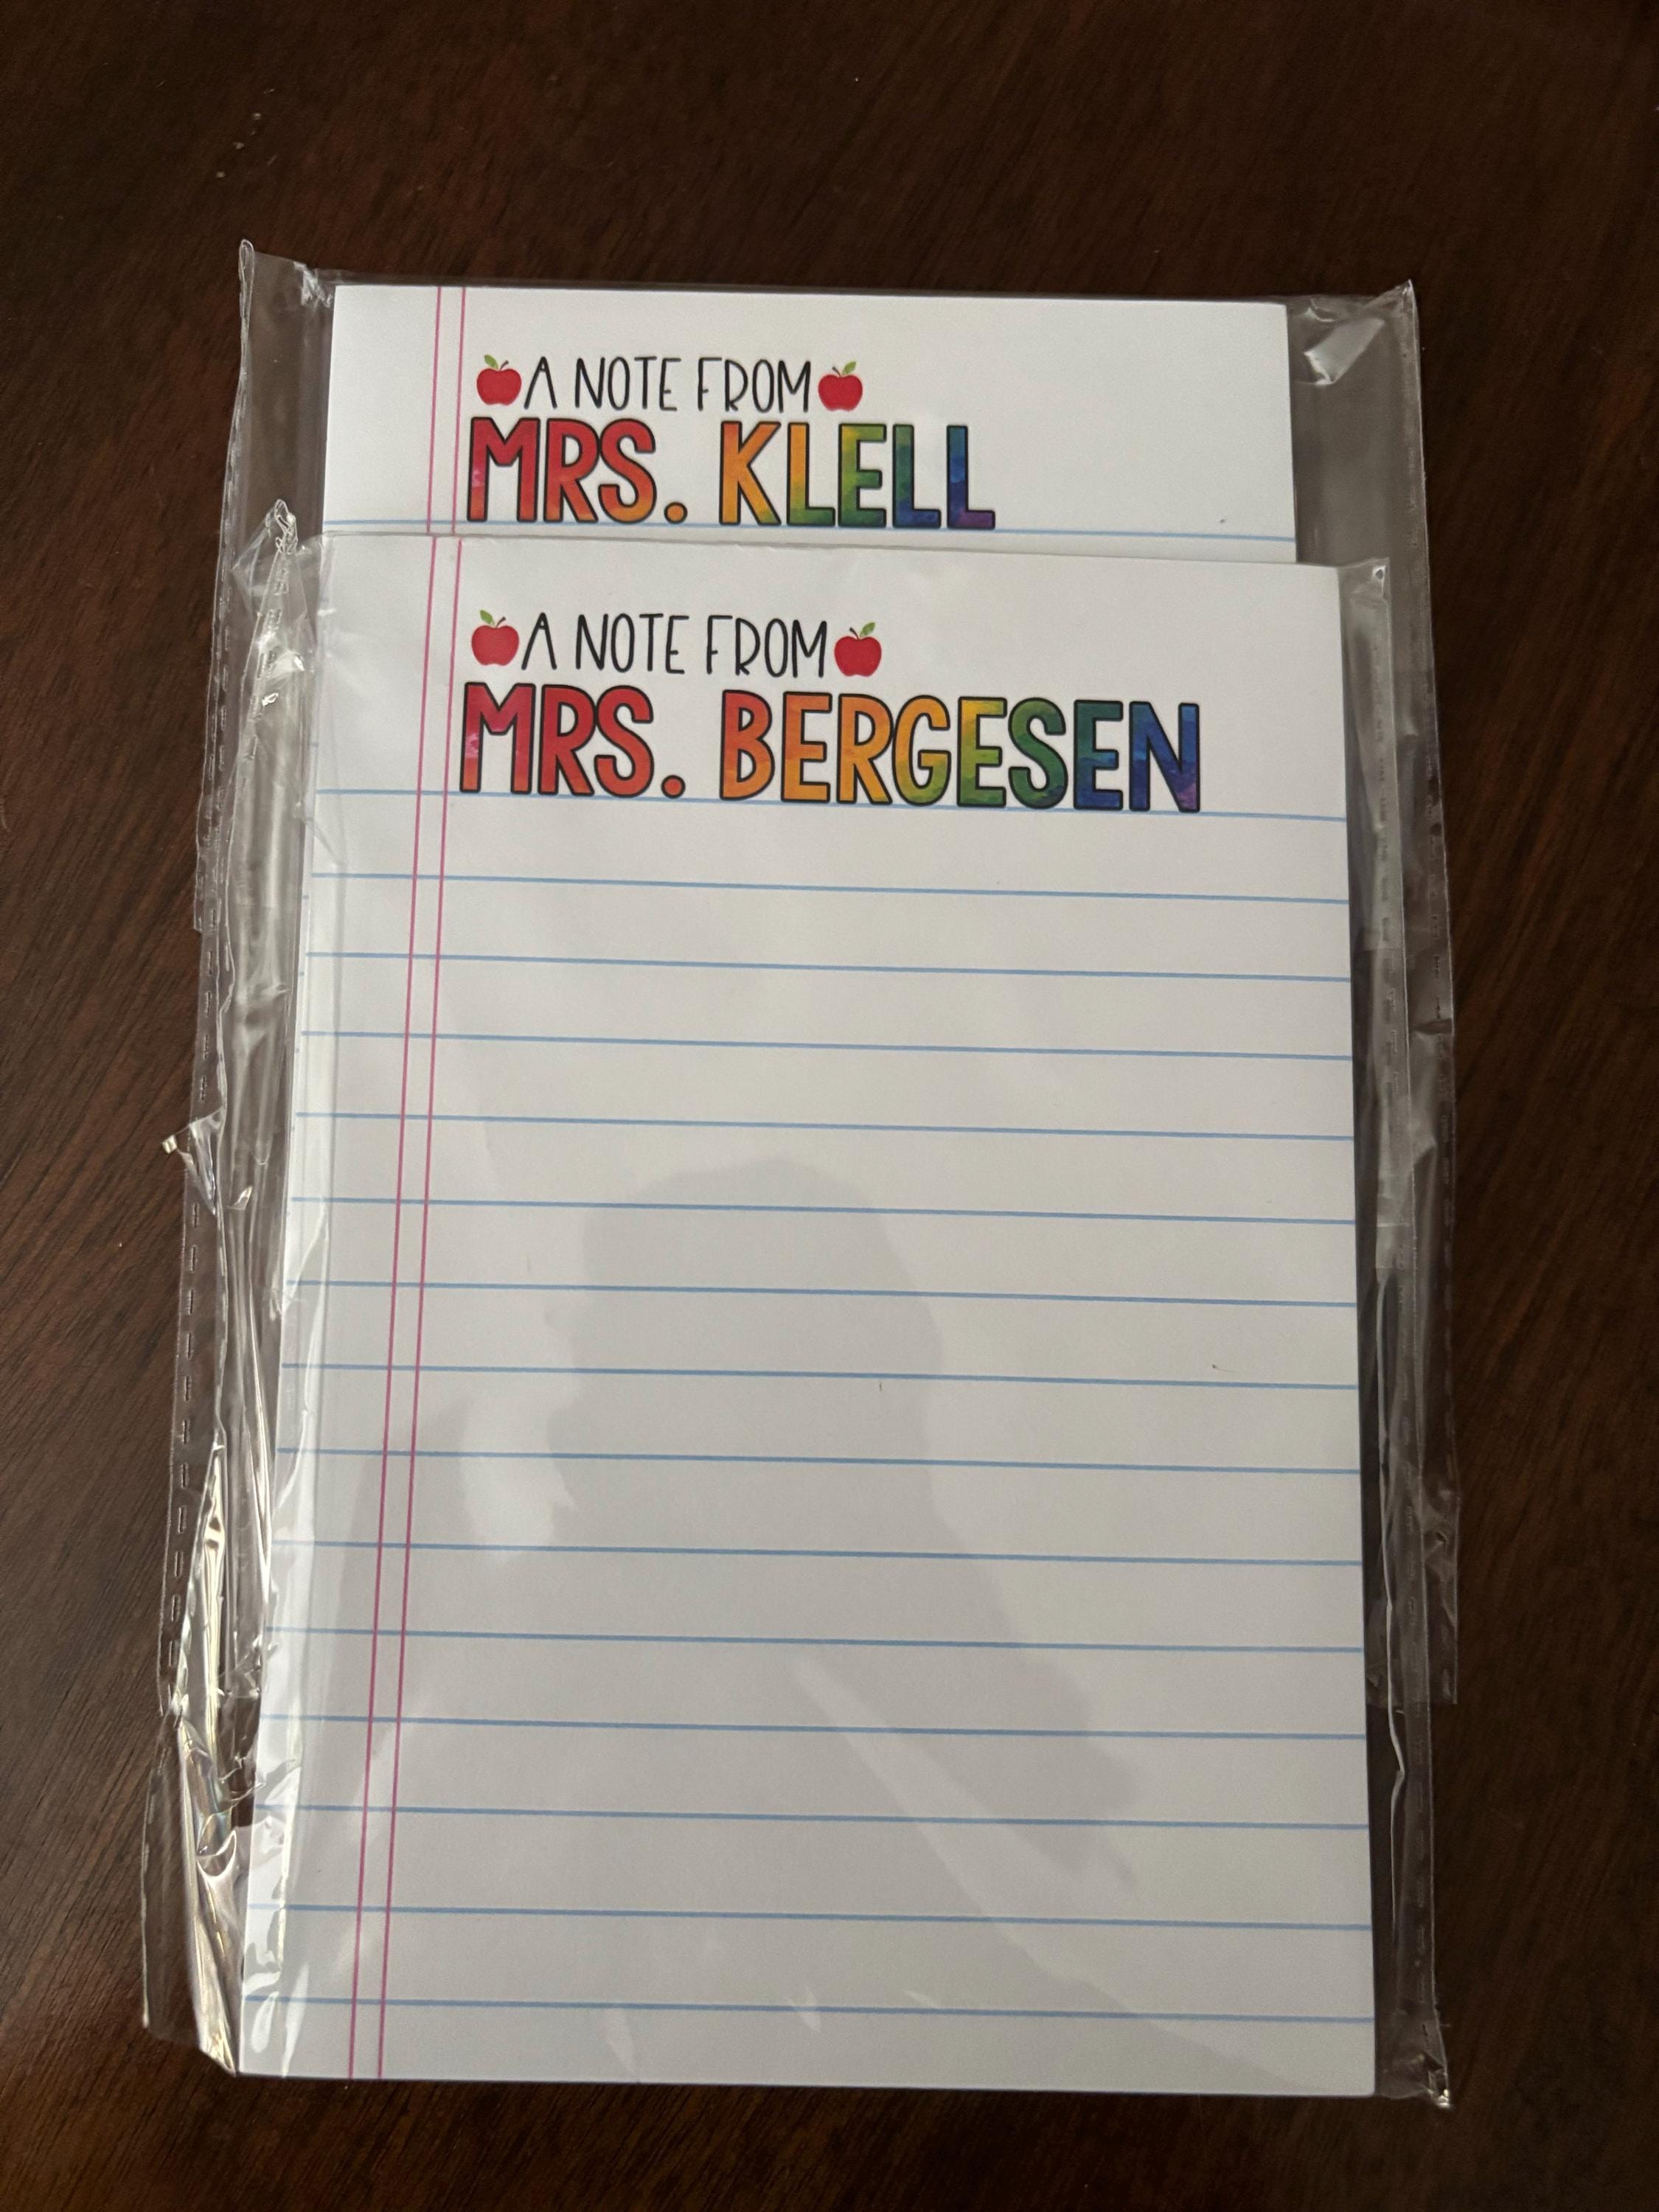 A NOTE FROM
MRS. KLELL
A NOTE FROM
MRS. BERGESEN